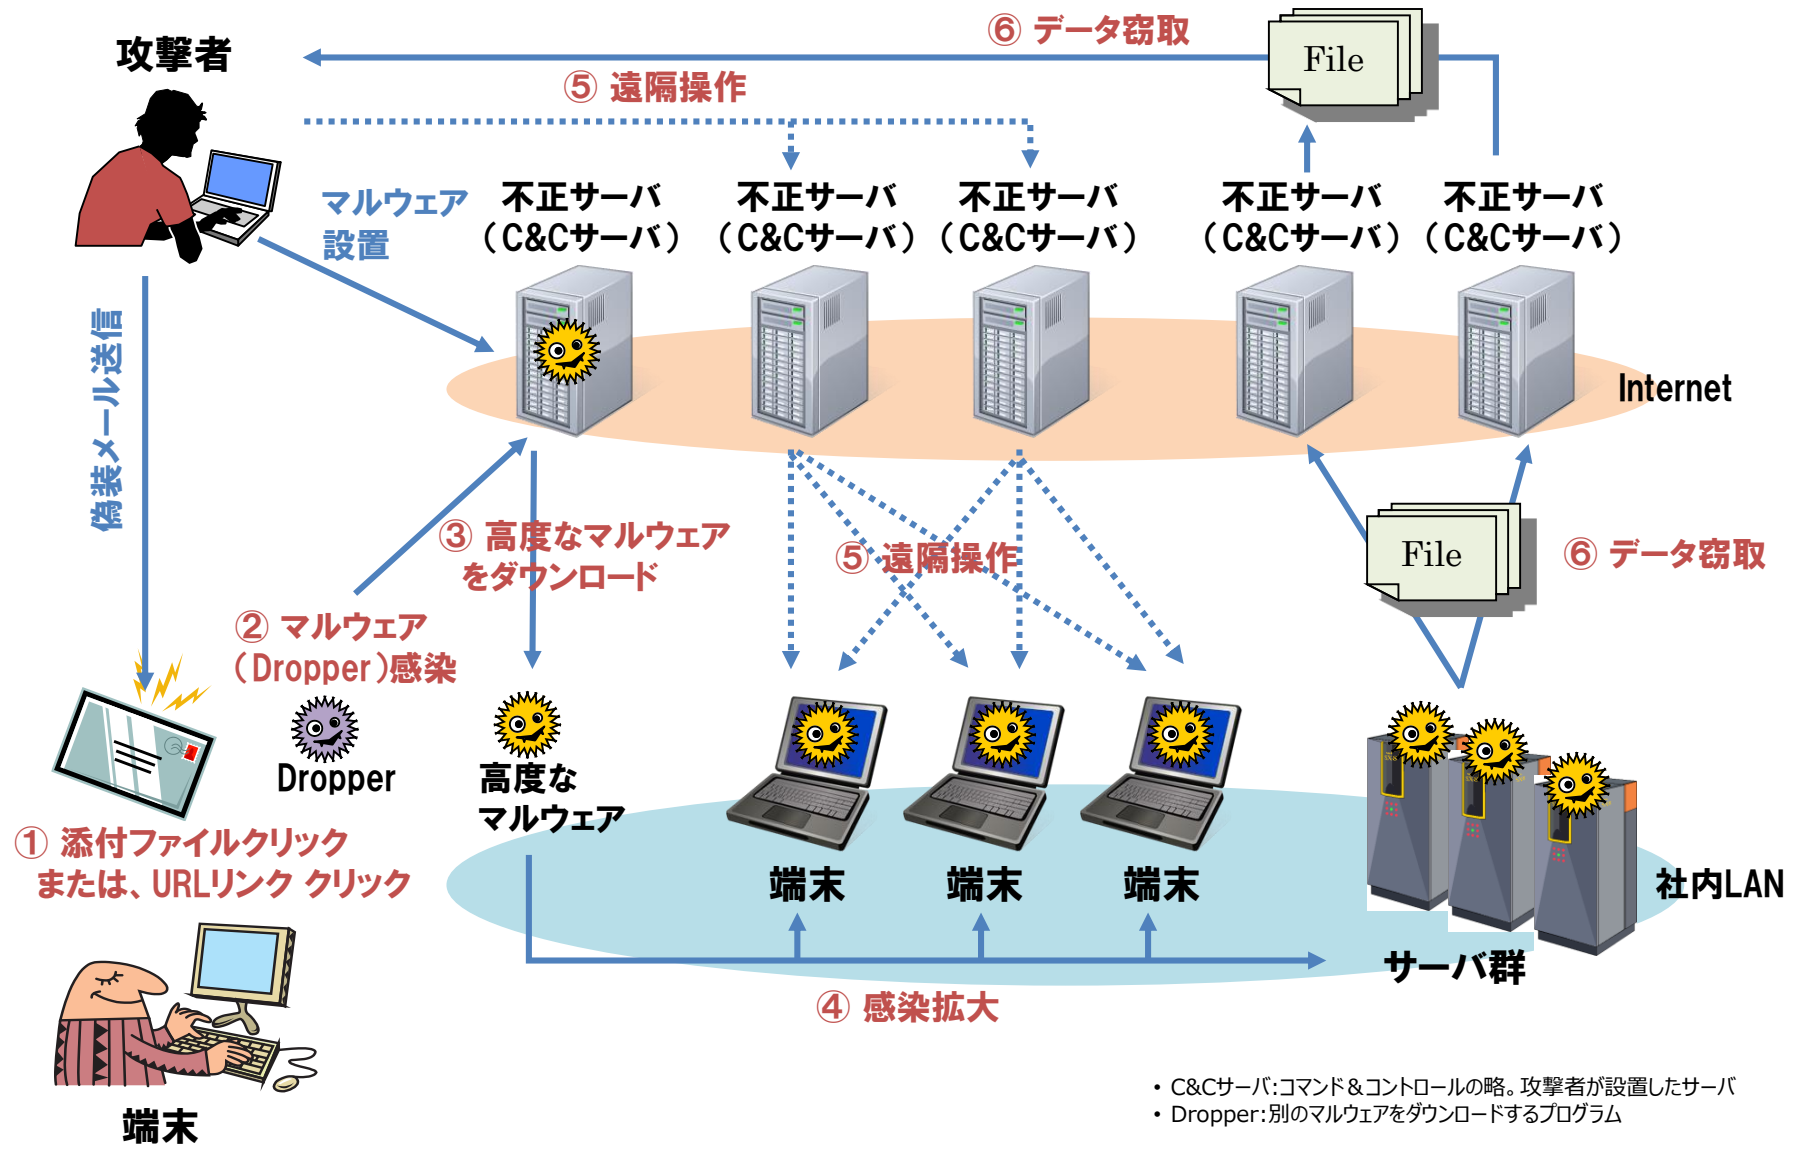 ⑥ データ窃取
File
攻撃者
⑤ 遠隔操作
マルウェア
設置
不正サーバ
（C&Cサーバ）
不正サーバ
（C&Cサーバ）
不正サーバ
（C&Cサーバ）
不正サーバ
（C&Cサーバ）
不正サーバ
（C&Cサーバ）
偽装メール送信
Internet
③ 高度なマルウェア
をダウンロード
⑤ 遠隔操作
File
⑥ データ窃取
② マルウェア
（Dropper）感染
Dropper
高度な
マルウェア
① 添付ファイルクリック
または、URLリンク クリック
端末
端末
端末
社内LAN
サーバ群
④ 感染拡大
端末
• C&Cサーバ:コマンド＆コントロールの略。攻撃者が設置したサーバ
• Dropper:別のマルウェアをダウンロードするプログラム